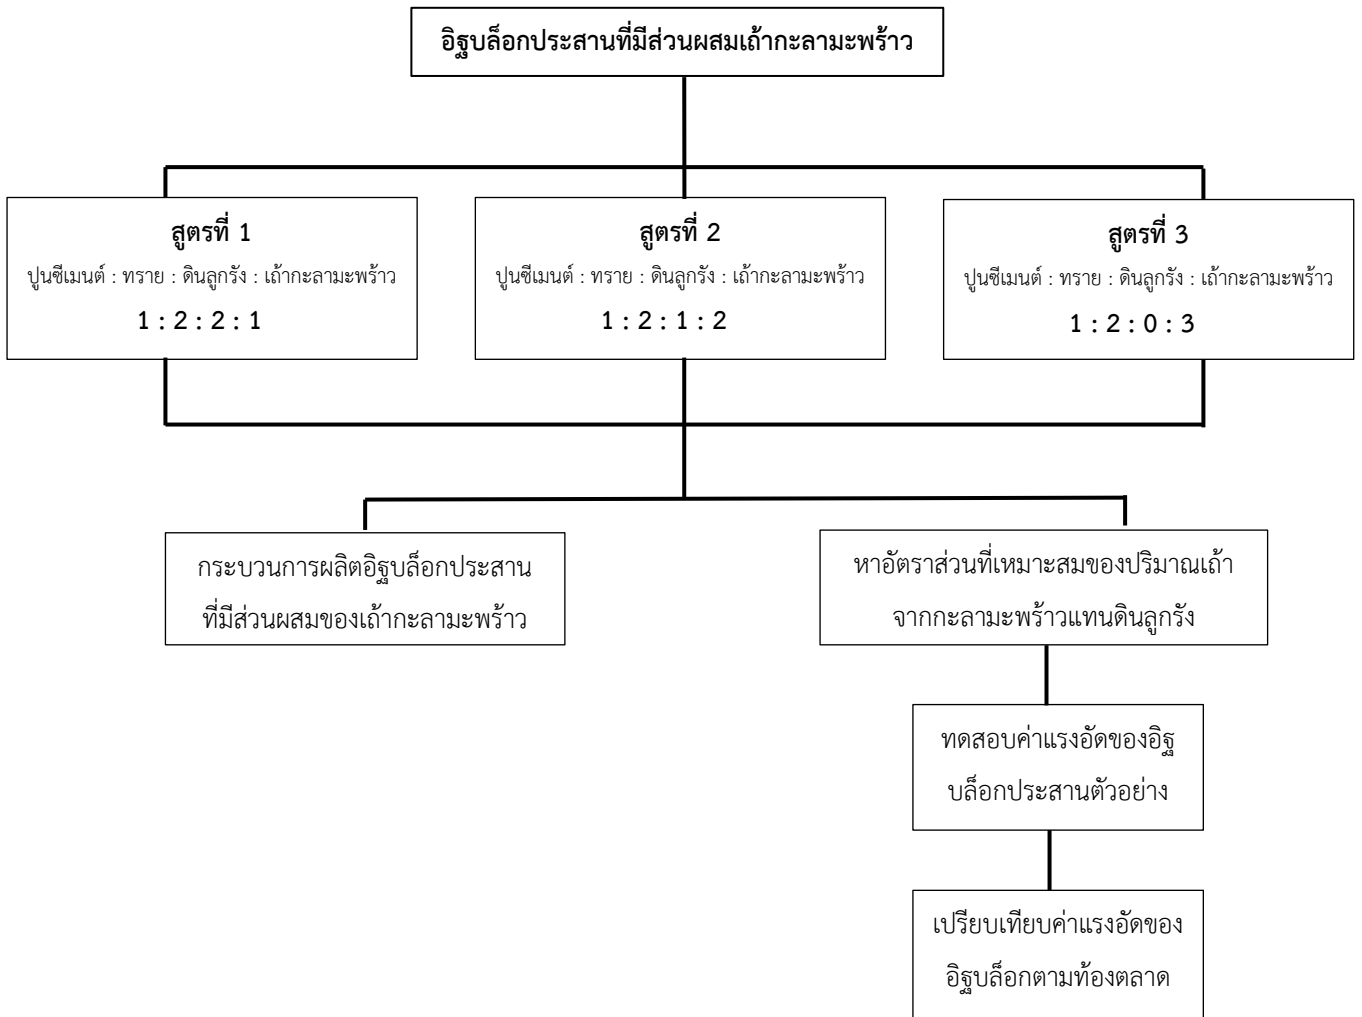 อิฐบล็อกประสานที่มีส่วนผสมเถ้ากะลามะพร้าว
สูตรที่ 1
ปูนซีเมนต์ : ทราย : ดินลูกรัง : เถ้ากะลามะพร้าว
1 : 2 : 2 : 1
สูตรที่ 2
ปูนซีเมนต์ : ทราย : ดินลูกรัง : เถ้ากะลามะพร้าว
1 : 2 : 1 : 2
สูตรที่ 3
ปูนซีเมนต์ : ทราย : ดินลูกรัง : เถ้ากะลามะพร้าว
1 : 2 : 0 : 3
กระบวนการผลิตอิฐบล็อกประสาน
ที่มีส่วนผสมของเถ้ากะลามะพร้าว
หาอัตราส่วนที่เหมาะสมของปริมาณเถ้า
จากกะลามะพร้าวแทนดินลูกรัง
ทดสอบค่าแรงอัดของอิฐ
บล็อกประสานตัวอย่าง
เปรียบเทียบค่าแรงอัดของ
อิฐบล็อกตามท้องตลาด